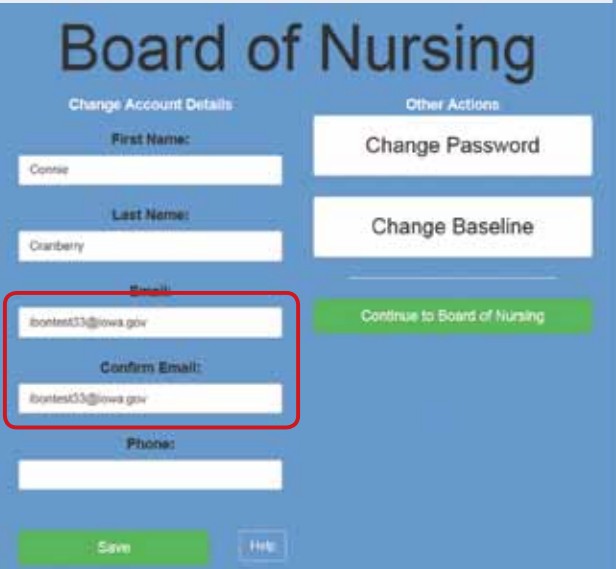 Board of Nursing
Change Account Details
First Name:
Connie
Last Name:
Cranberry
Email:
ibontest33@iowa.gov
Confirm Email:
ibontest33@iowa.gov
Phone:
Save
Help
Other Actions
Change Password
Change Baseline
Continue to Board of Nursing